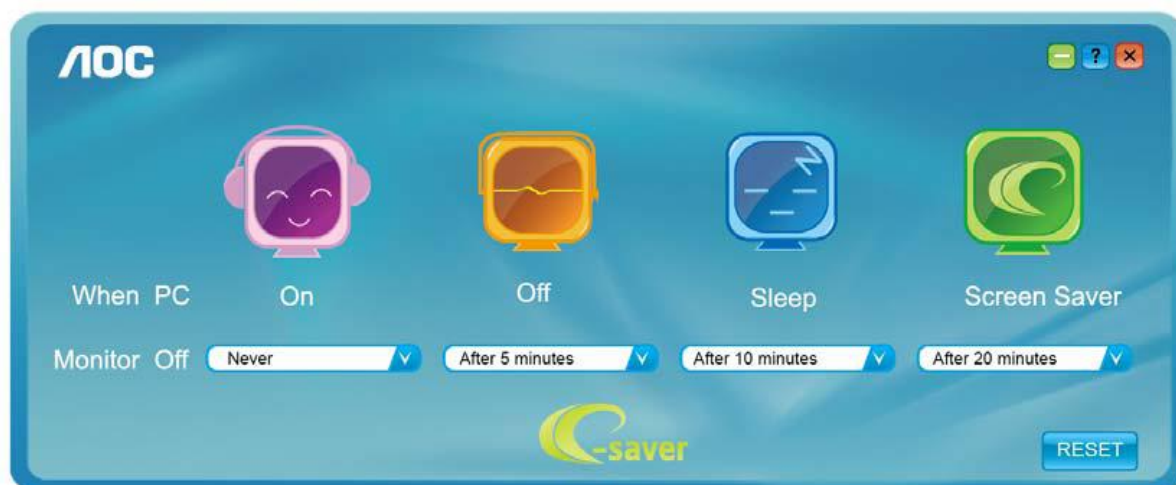 AOC
?
When PC On Off Sleep Screen Saver
Monitor Off Never After 5 minutes After 10 minutes After 20 minutes
e-saver
RESET